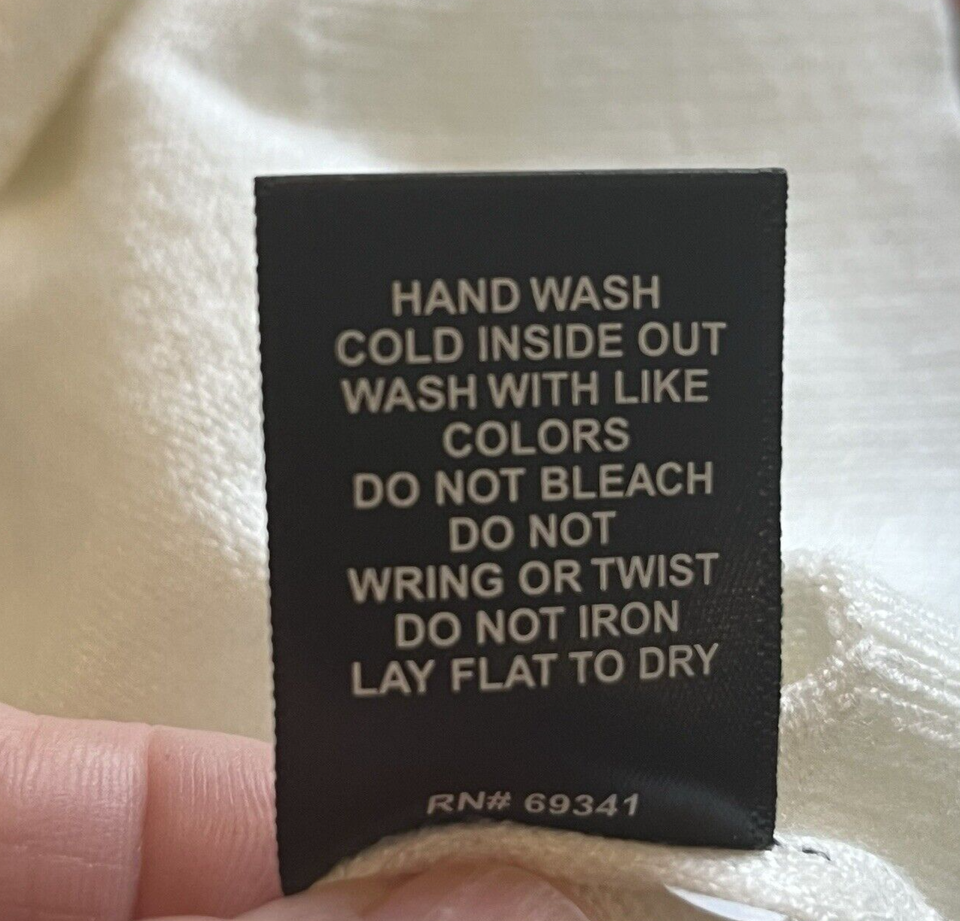 HAND WASH
COLD INSIDE OUT
WASH WITH LIKE
COLORS
DO NOT BLEACH
DO NOT
WRING OR TWIST
DO NOT IRON
LAY FLAT TO DRY
RN# 69341